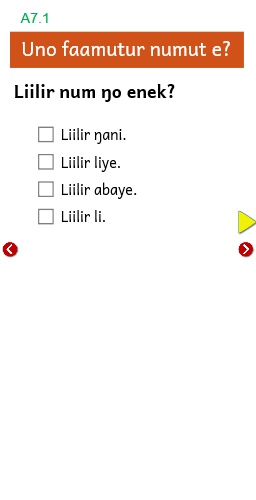 A7.1
Uno faamutur numut e?
Liilir num ŋo enek?
Liilir ŋani.
Liilir liye.
Liilir abaye.
Liilir li.